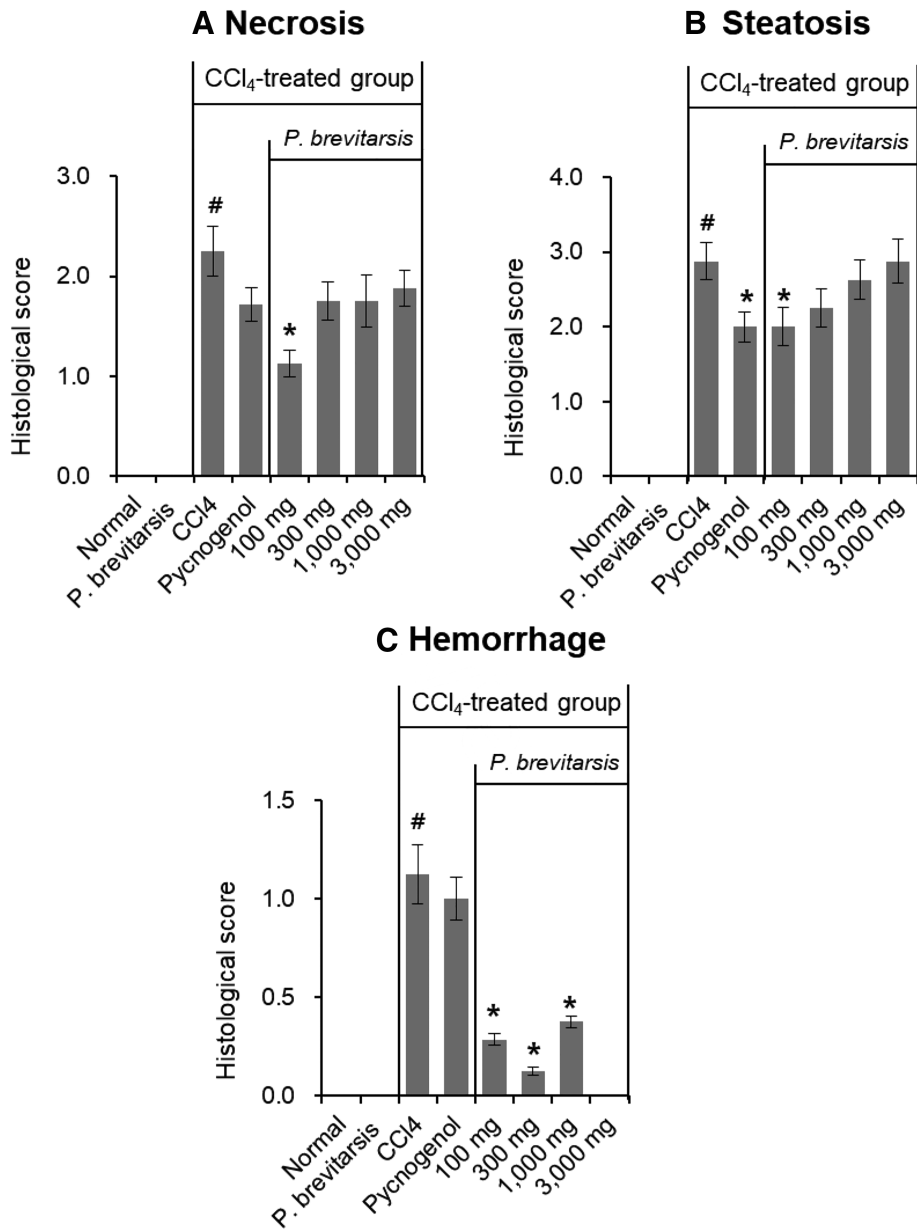 A Necrosis
CCl₄-treated group
P. brevitarsis
Histological score
3.0
2.0
1.0
0.0
#
*
Normal
P. brevitarsis
CCl4
Pycnogenol
100 mg
300 mg
1,000 mg
3,000 mg
B Steatosis
CCl₄-treated group
P. brevitarsis
Histological score
4.0
3.0
2.0
1.0
0.0
#
*
*
Normal
P. brevitarsis
CCl4
Pycnogenol
100 mg
300 mg
1,000 mg
3,000 mg
C Hemorrhage
CCl₄-treated group
P. brevitarsis
Histological score
1.5
1.0
0.5
0.0
#
*
*
*
Normal
P. brevitarsis
CCl4
Pycnogenol
100 mg
300 mg
1,000 mg
3,000 mg